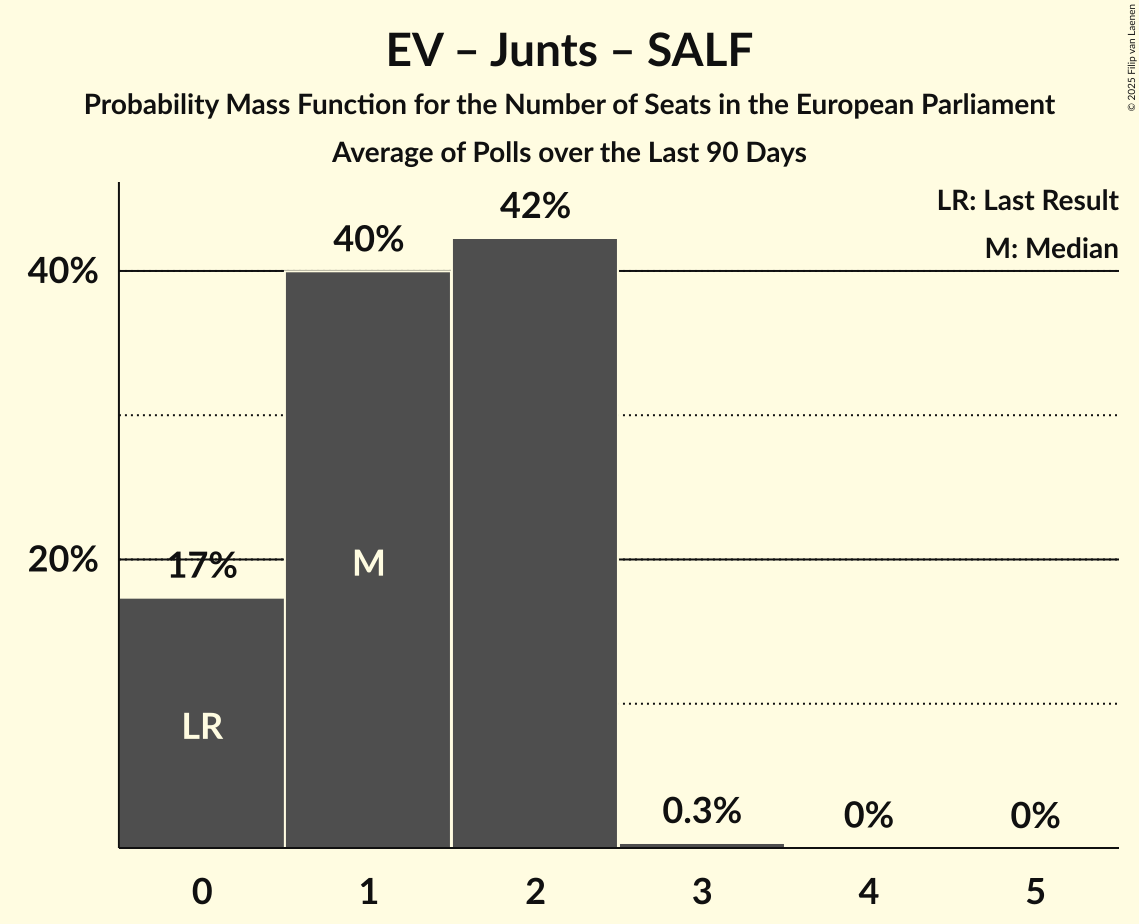 EV – Junts – SALF
Probability Mass Function for the Number of Seats in the European Parliament
Average of Polls over the Last 90 Days
© 2025 Filip van Laenen
LR: Last Result
M: Median
42%
40%
40%
20%
17%
M
LR
0.3%
0%
0%
0
1
2
3
4
5